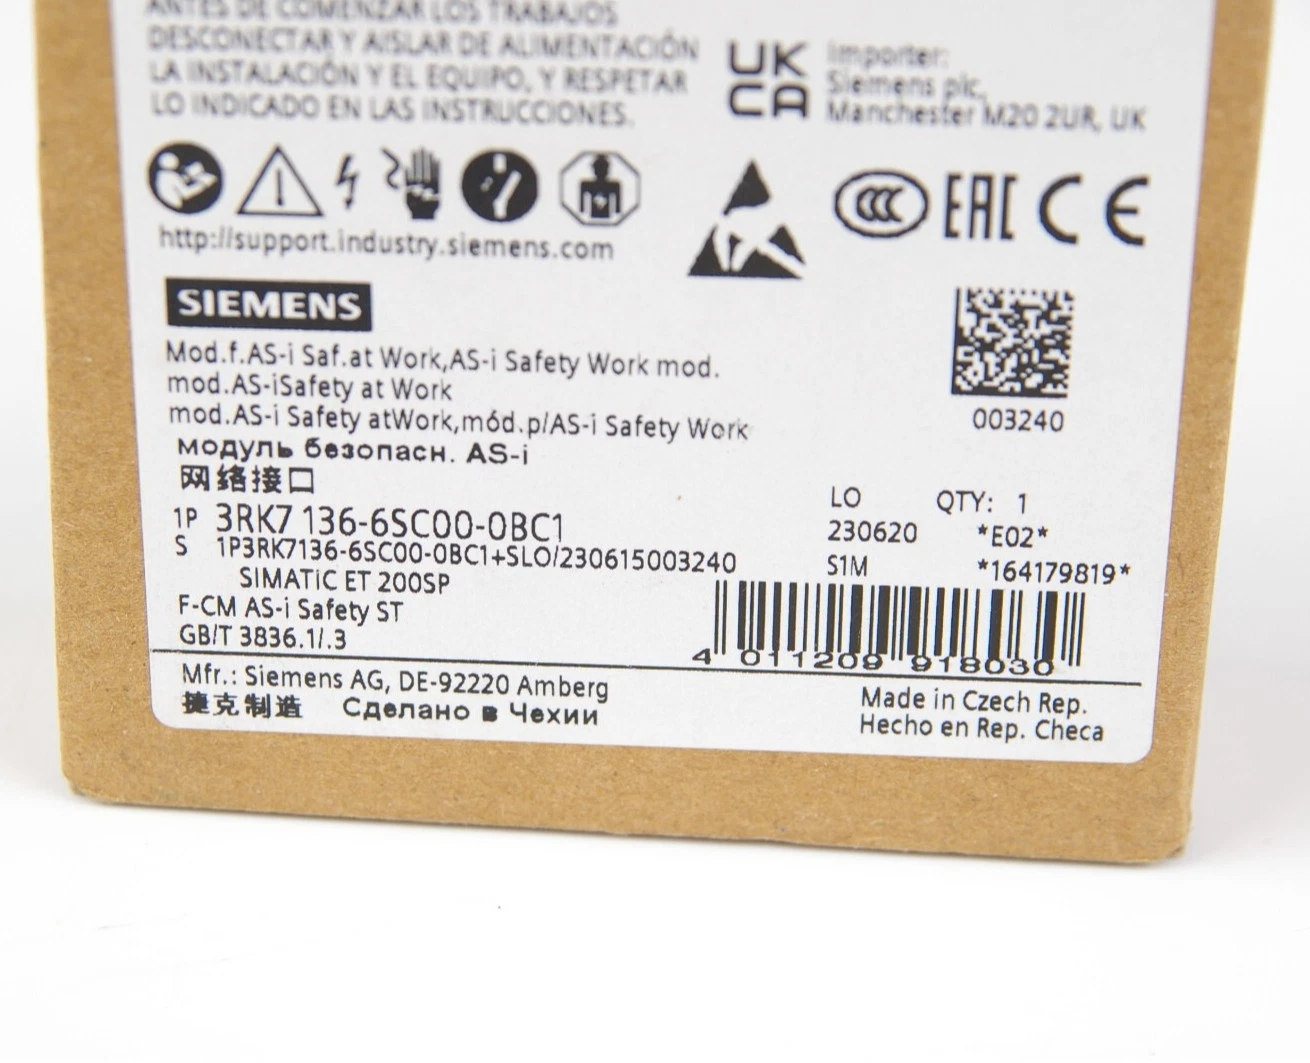 ANTES DE COMENZAR LOS TRABAJOS
DESCONECTAR Y AISLAR DE ALIMENTACIÓN
LA INSTALACIÓN Y EL EQUIPO, Y RESPETAR
LO INDICADO EN LAS INSTRUCCIONES.
UK
CA
Importer:
Siemens plc,
Manchester M20 2UR, UK
CCC EAC CE
http://support.industry.siemens.com
SIEMENS
Mod.f.AS-i Saf.at Work,AS-i Safety Work mod.
mod.AS-iSafety at Work
mod.AS-i Safety atWork,mód.p/AS-i Safety Work
модуль безопасн. AS-i
网络接口
003240
1P 3RK7 136-6SC00-0BC1
S 1P3RK7136-6SC00-0BC1+SLO/230615003240
SIMATIC ET 200SP
F-CM AS-i Safety ST
GB/T 3836.1/.3
LO QTY: 1
230620 *E02*
S1M *164179819*
4 011209 918030
Mfr.: Siemens AG, DE-92220 Amberg
捷克制造 Сделано в Чехии
Made in Czech Rep.
Hecho en Rep. Checa